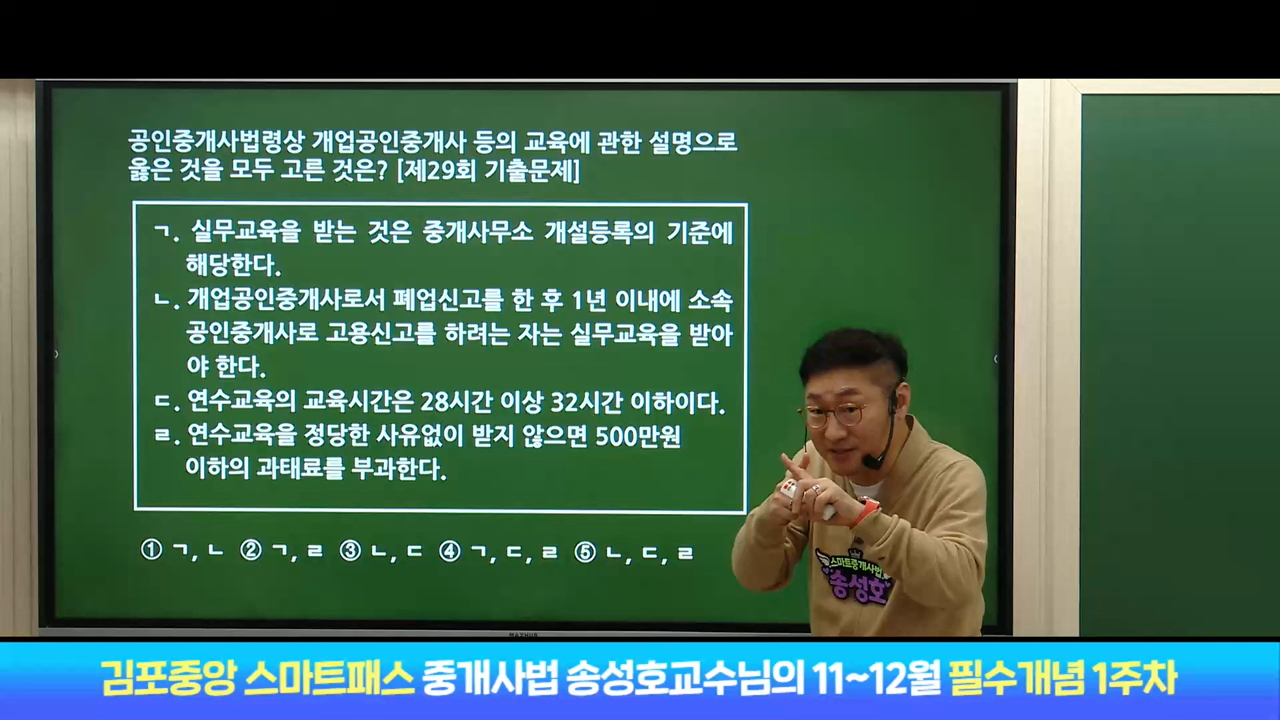 공인중개사법령상 개업공인중개사 등의 교육에 관한 설명으로
옳은 것을 모두 고른 것은? [제29회 기출문제]
ㄱ. 실무교육을 받는 것은 중개사무소 개설등록의 기준에
해당한다.
ㄴ. 개업공인중개사로서 폐업신고를 한 후 1년 이내에 소속
공인중개사로 고용신고를 하려는 자는 실무교육을 받아
야 한다.
ㄷ. 연수교육의 교육시간은 28시간 이상 32시간 이하이다.
ㄹ. 연수교육을 정당한 사유없이 받지 않으면 500만원
이하의 과태료를 부과한다.
① ㄱ, ㄴ ② ㄱ, ㄹ ③ ㄴ, ㄷ ④ ㄱ, ㄷ, ㄹ ⑤ ㄴ, ㄷ, ㄹ
스마트중개사법
송성호
김포중앙 스마트패스 중개사법 송성호교수님의 11~12월 필수개념 1주차